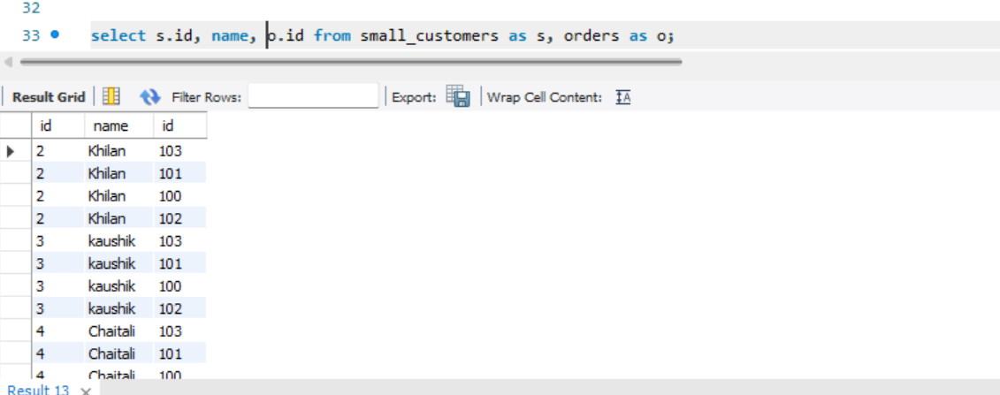 32
33 select s.id, name, o.id from small_customers as s, orders as o;
Result Grid Filter Rows: Export: Wrap Cell Content:
id name id
2 Khilan 103
2 Khilan 101
2 Khilan 100
2 Khilan 102
3 kaushik 103
3 kaushik 101
3 kaushik 100
3 kaushik 102
4 Chaitali 103
4 Chaitali 101
4 Chaitali 100
Result 13